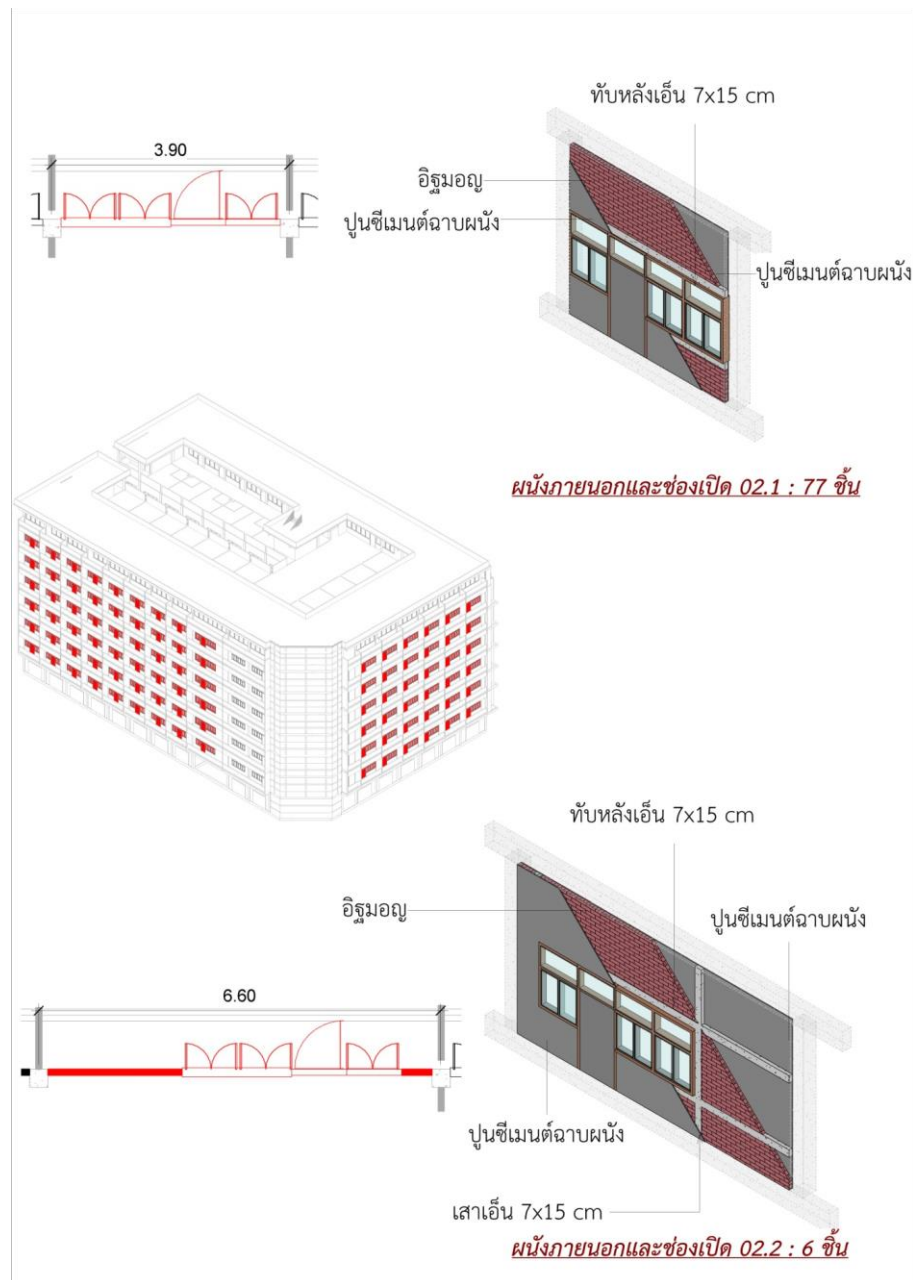 ทับหลังเอ็น 7x15 cm
3.90
อิฐมอญ
ปูนซีเมนต์ฉาบผนัง
ปูนซีเมนต์ฉาบผนัง
ผนังภายนอกและช่องเปิด 02.1 : 77 ชิ้น
ทับหลังเอ็น 7x15 cm
อิฐมอญ
ปูนซีเมนต์ฉาบผนัง
6.60
ปูนซีเมนต์ฉาบผนัง
เสาเอ็น 7x15 cm
ผนังภายนอกและช่องเปิด 02.2 : 6 ชิ้น